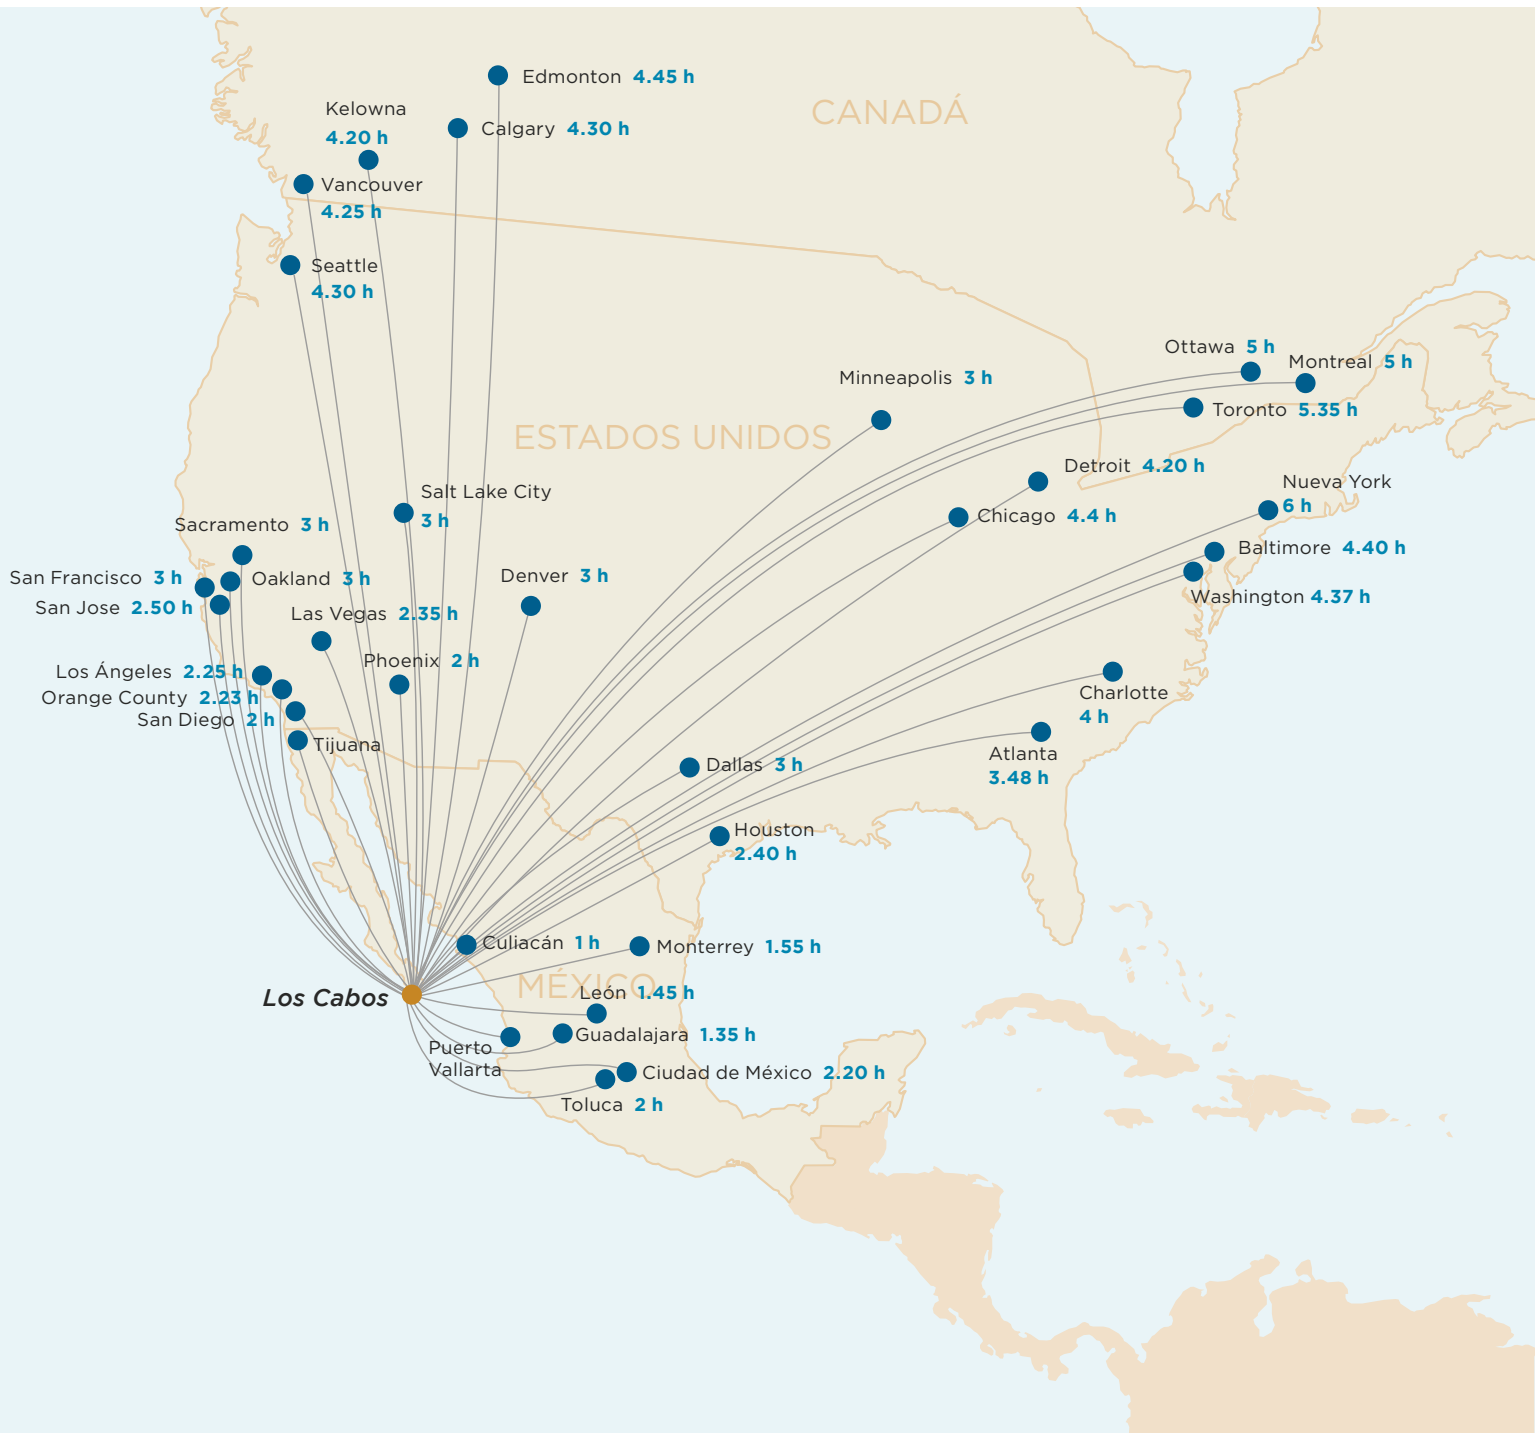 Edmonton 4.45 h
Kelowna
4.20 h
CANADÁ
Calgary 4.30 h
Vancouver
4.25 h
Seattle
4.30 h
Ottawa 5 h
Montreal 5 h
Minneapolis 3 h
Toronto 5.35 h
ESTADOS UNIDOS
Detroit 4.20 h
Nueva York
6 h
Salt Lake City
3 h
Chicago 4.4 h
Sacramento 3 h
Baltimore 4.40 h
San Francisco 3 h
Oakland 3 h
Denver 3 h
Washington 4.37 h
San Jose 2.50 h
Las Vegas 2.35 h
Phoenix 2 h
Los Ángeles 2.25 h
Orange County 2.23 h
Charlotte
4 h
San Diego 2 h
Tijuana
Atlanta
3.48 h
Dallas 3 h
Houston
2.40 h
Culiacán 1 h
Monterrey 1.55 h
MÉXICO
León 1.45 h
Los Cabos
Guadalajara 1.35 h
Puerto
Vallarta
Ciudad de México 2.20 h
Toluca 2 h